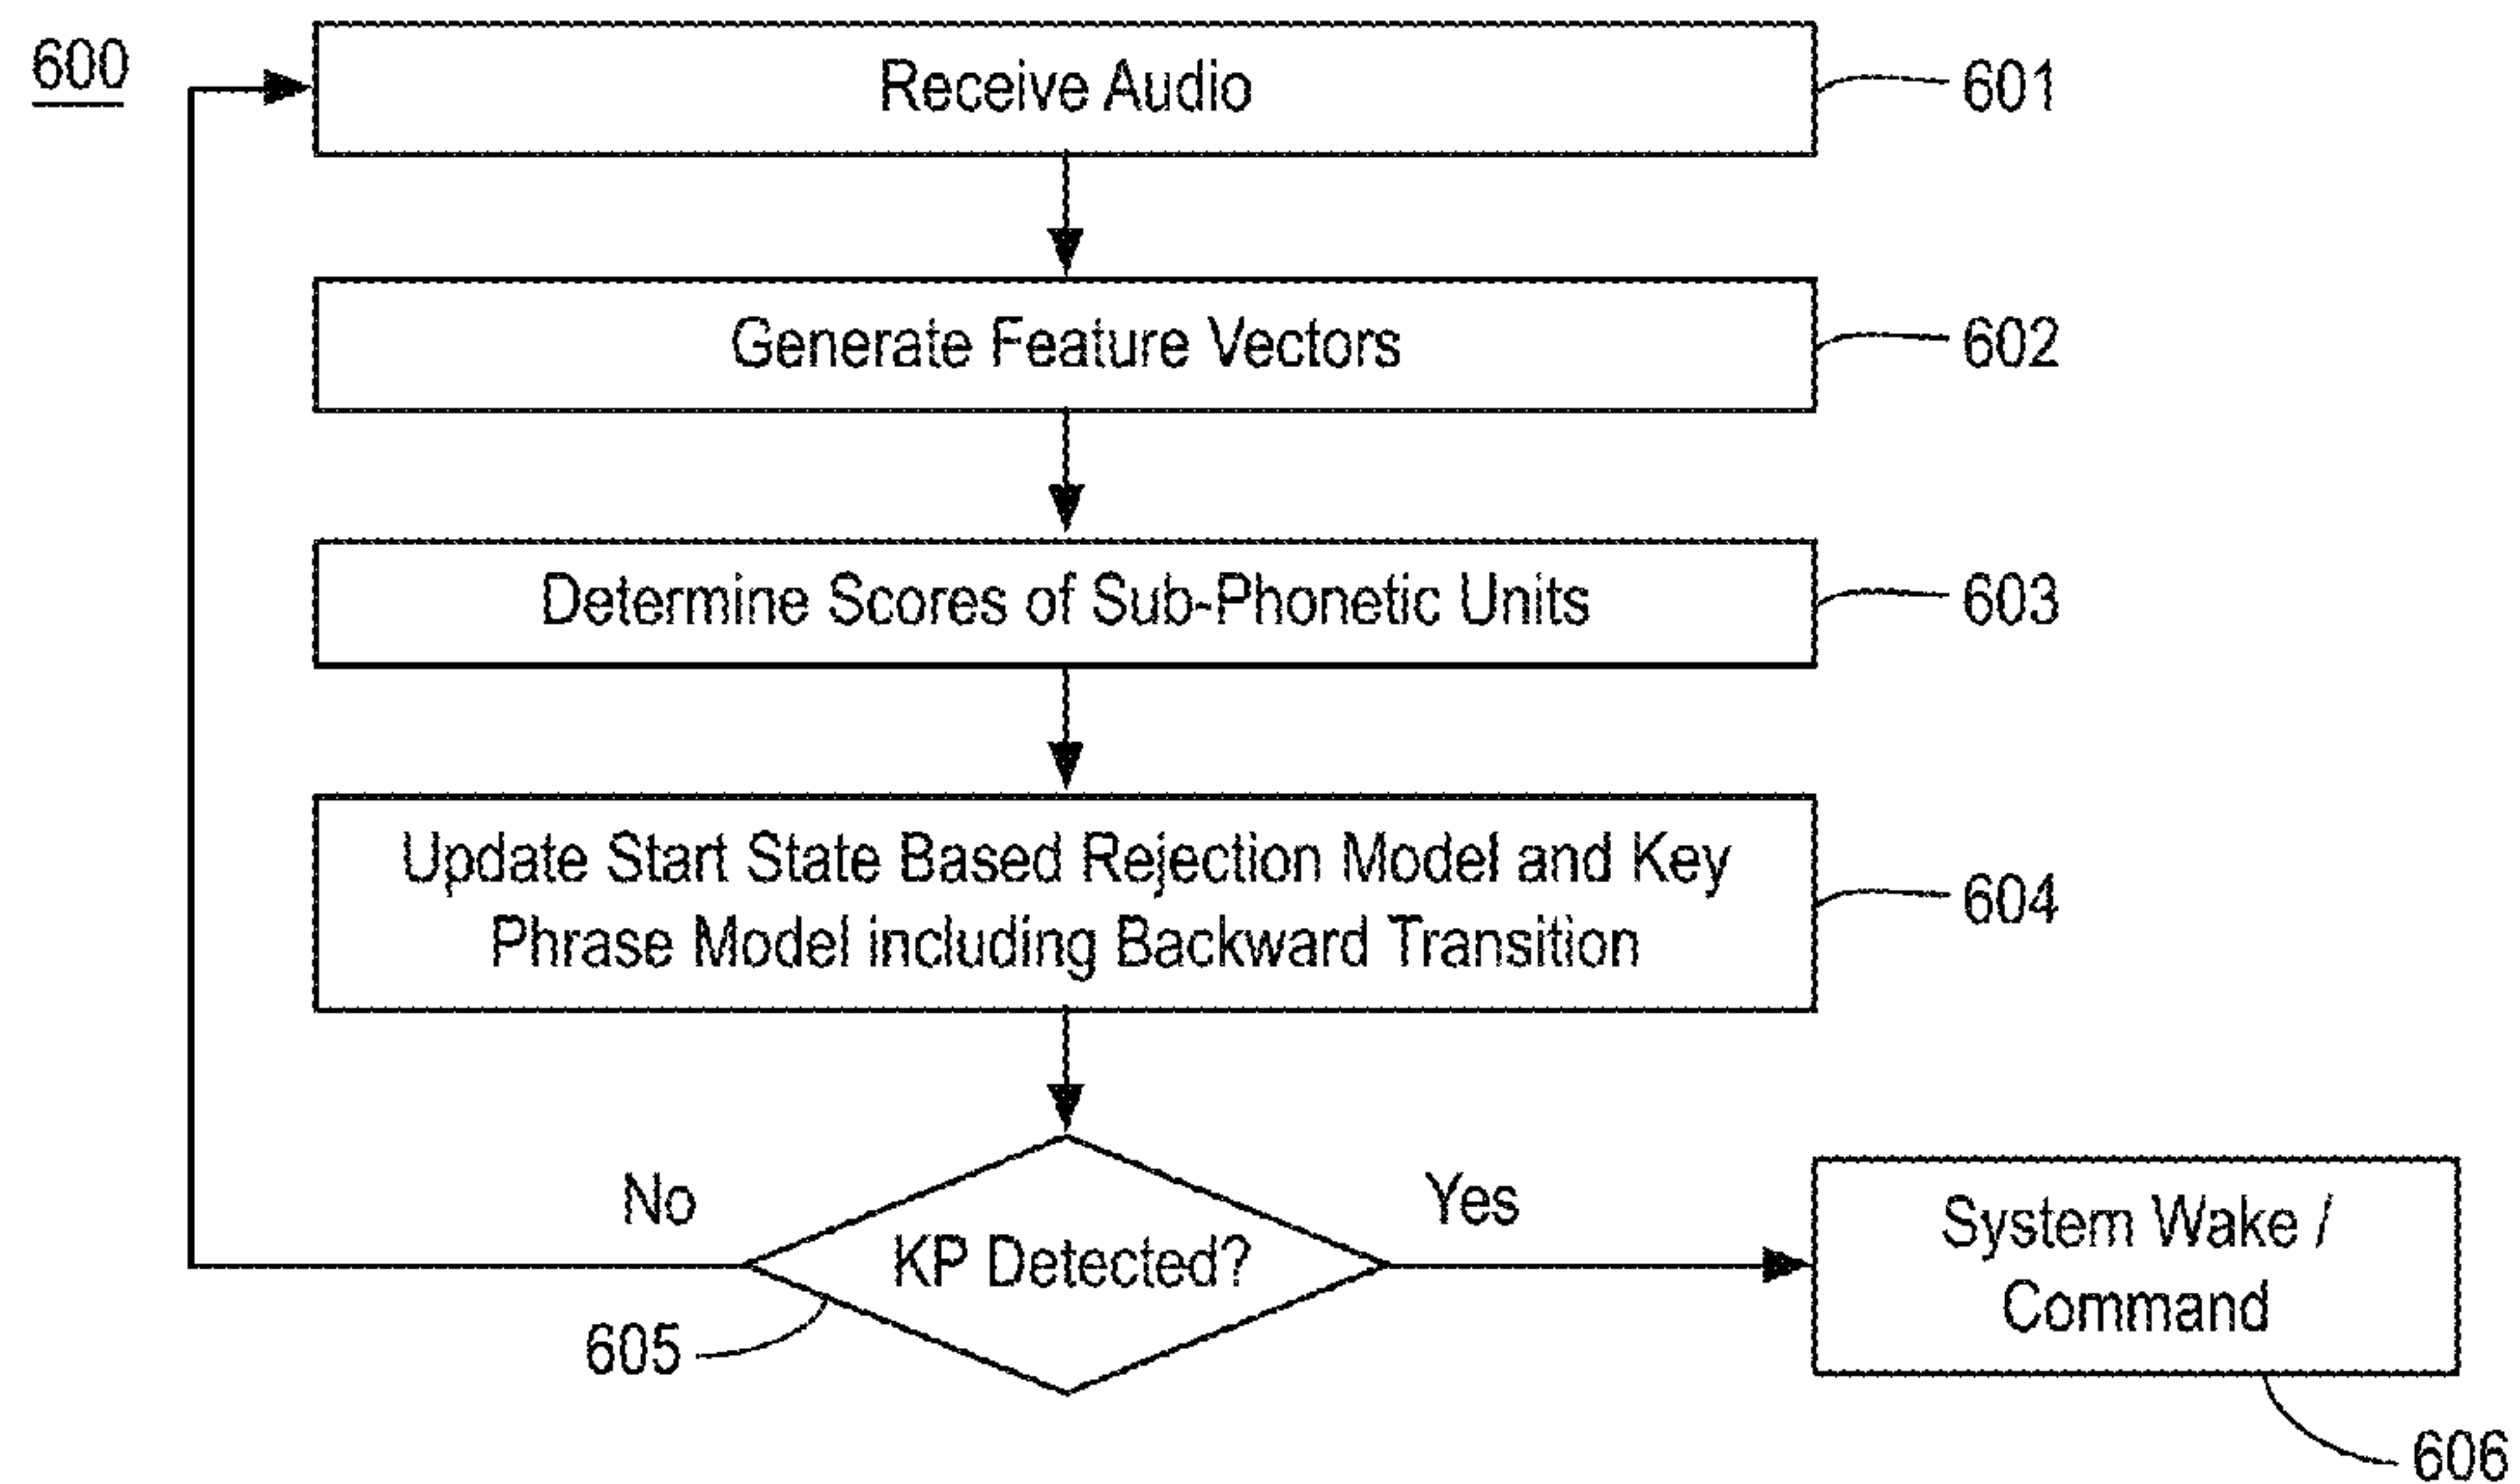 600
Receive Audio
601
Generate Feature Vectors
602
Determine Scores of Sub-Phonetic Units
603
Update Start State Based Rejection Model and Key
Phrase Model including Backward Transition
604
No
Yes
KP Detected?
605
System Wake /
Command
606